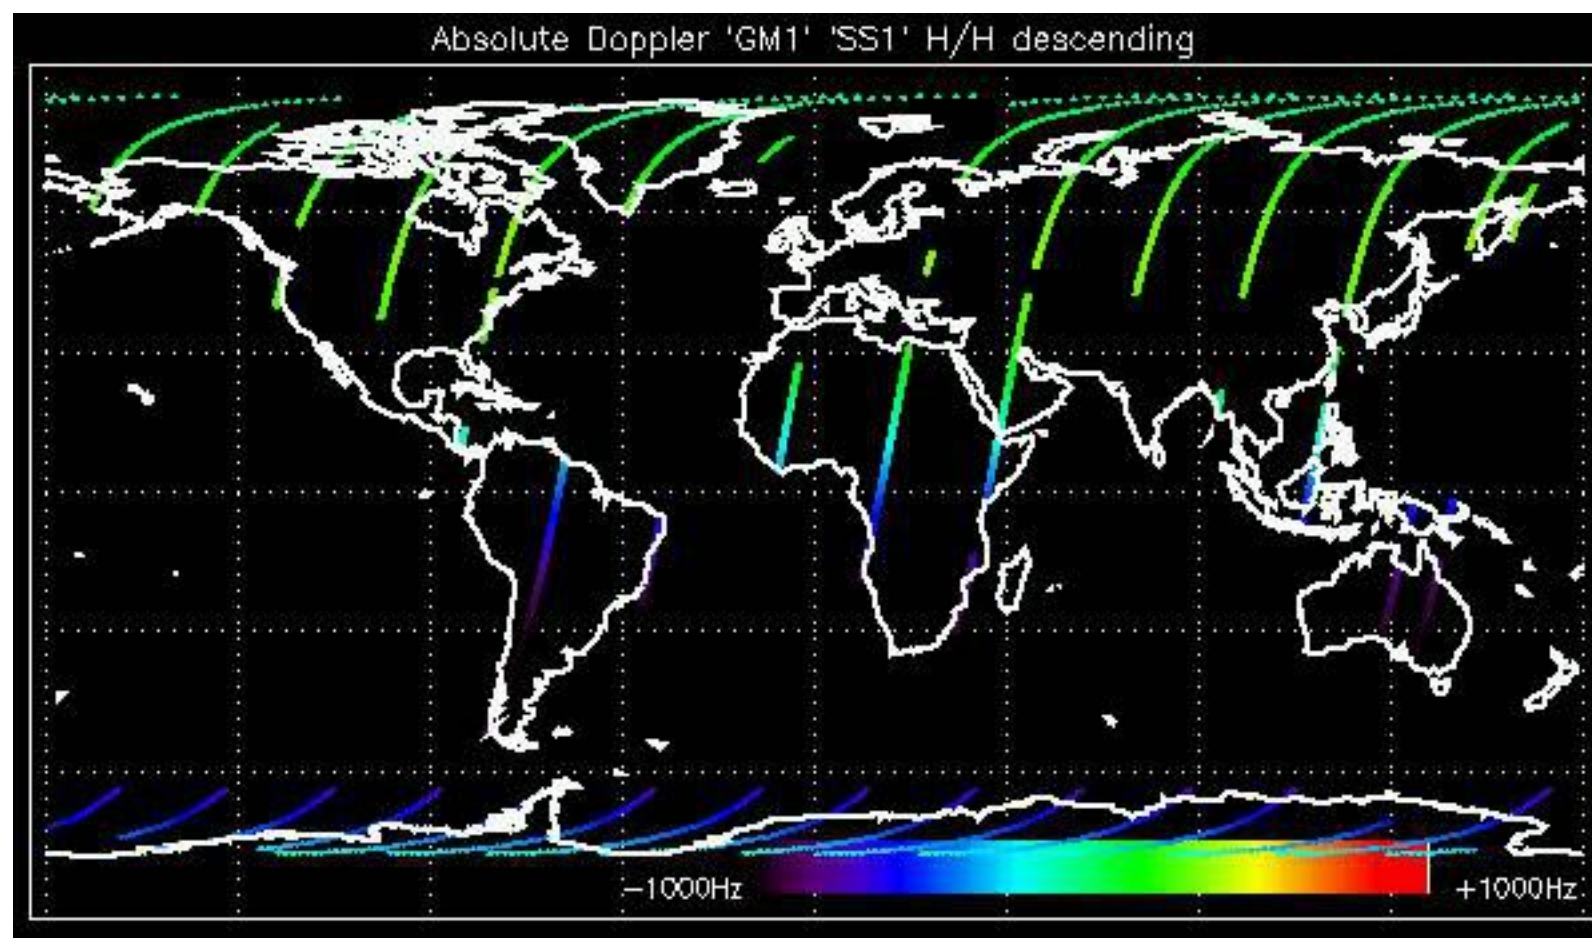 Absolute Doppler 'GM1' 'SS1' H/H descending
−1000Hz +1000Hz